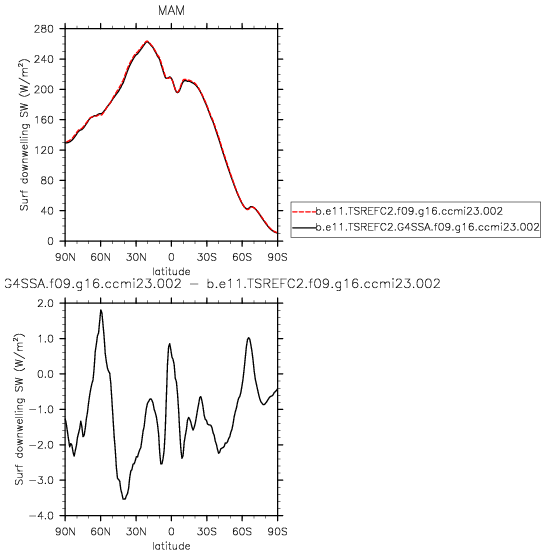 MAM
280
240
200
160
120
80
40
0
Surf downwelling SW (W/m²)
90N 60N 30N 0 30S 60S 90S
latitude
b.e11.TSREFC2.f09.g16.ccmi23.002
b.e11.TSREFC2.G4SSA.f09.g16.ccmi23.002
G4SSA.f09.g16.ccmi23.002 − b.e11.TSREFC2.f09.g16.ccmi23.002
2.0
1.0
0.0
−1.0
−2.0
−3.0
−4.0
Surf downwelling SW (W/m²)
90N 60N 30N 0 30S 60S 90S
latitude